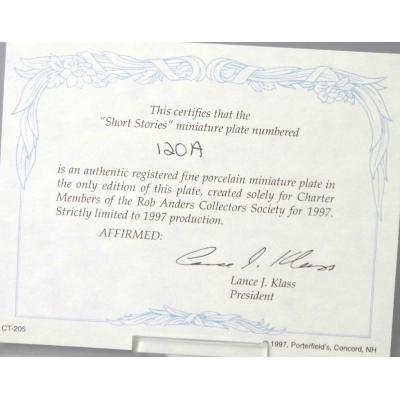 This certifies that the
"Short Stories" miniature plate numbered
120A
is an authentic registered fine porcelain miniature plate in
the only edition of this plate, created solely for Charter
Members of the Rob Anders Collectors Society for 1997.
Strictly limited to 1997 production.
AFFIRMED:
Lance J. Klass
Lance J. Klass
President
CT-205
© 1997, Porterfield's, Concord, NH